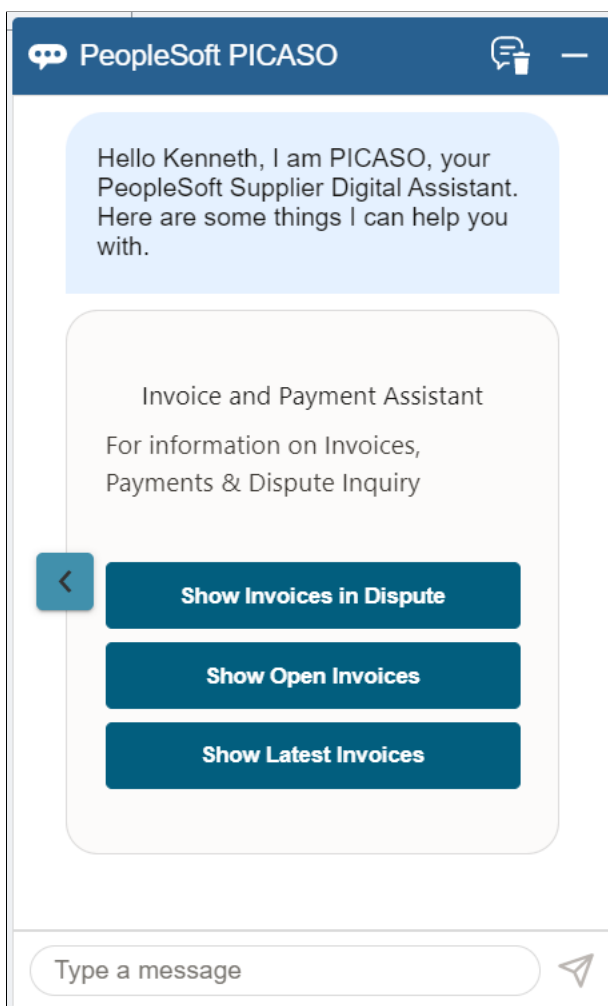 PeopleSoft PICASO
Hello Kenneth, I am PICASO, your
PeopleSoft Supplier Digital Assistant.
Here are some things I can help you
with.
Invoice and Payment Assistant
For information on Invoices,
Payments & Dispute Inquiry
Show Invoices in Dispute
Show Open Invoices
Show Latest Invoices
Type a message